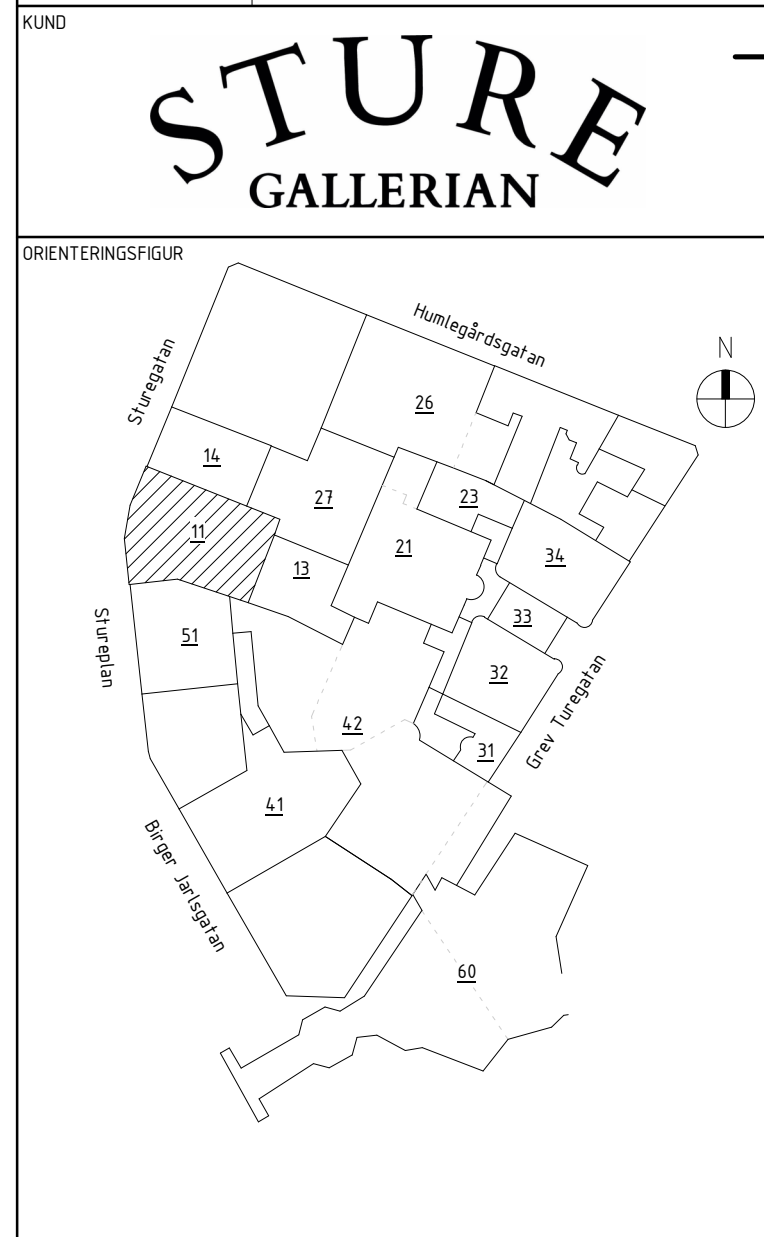 KUND
STURE
GALLERIAN
ORIENTERINGSFIGUR
Humlegårdsgatan
Sturegatan
N
26
14
27
23
11
21
34
13
33
51
32
Stureplan
42
Grev Turegatan
31
41
Birger Jarlsgatan
60